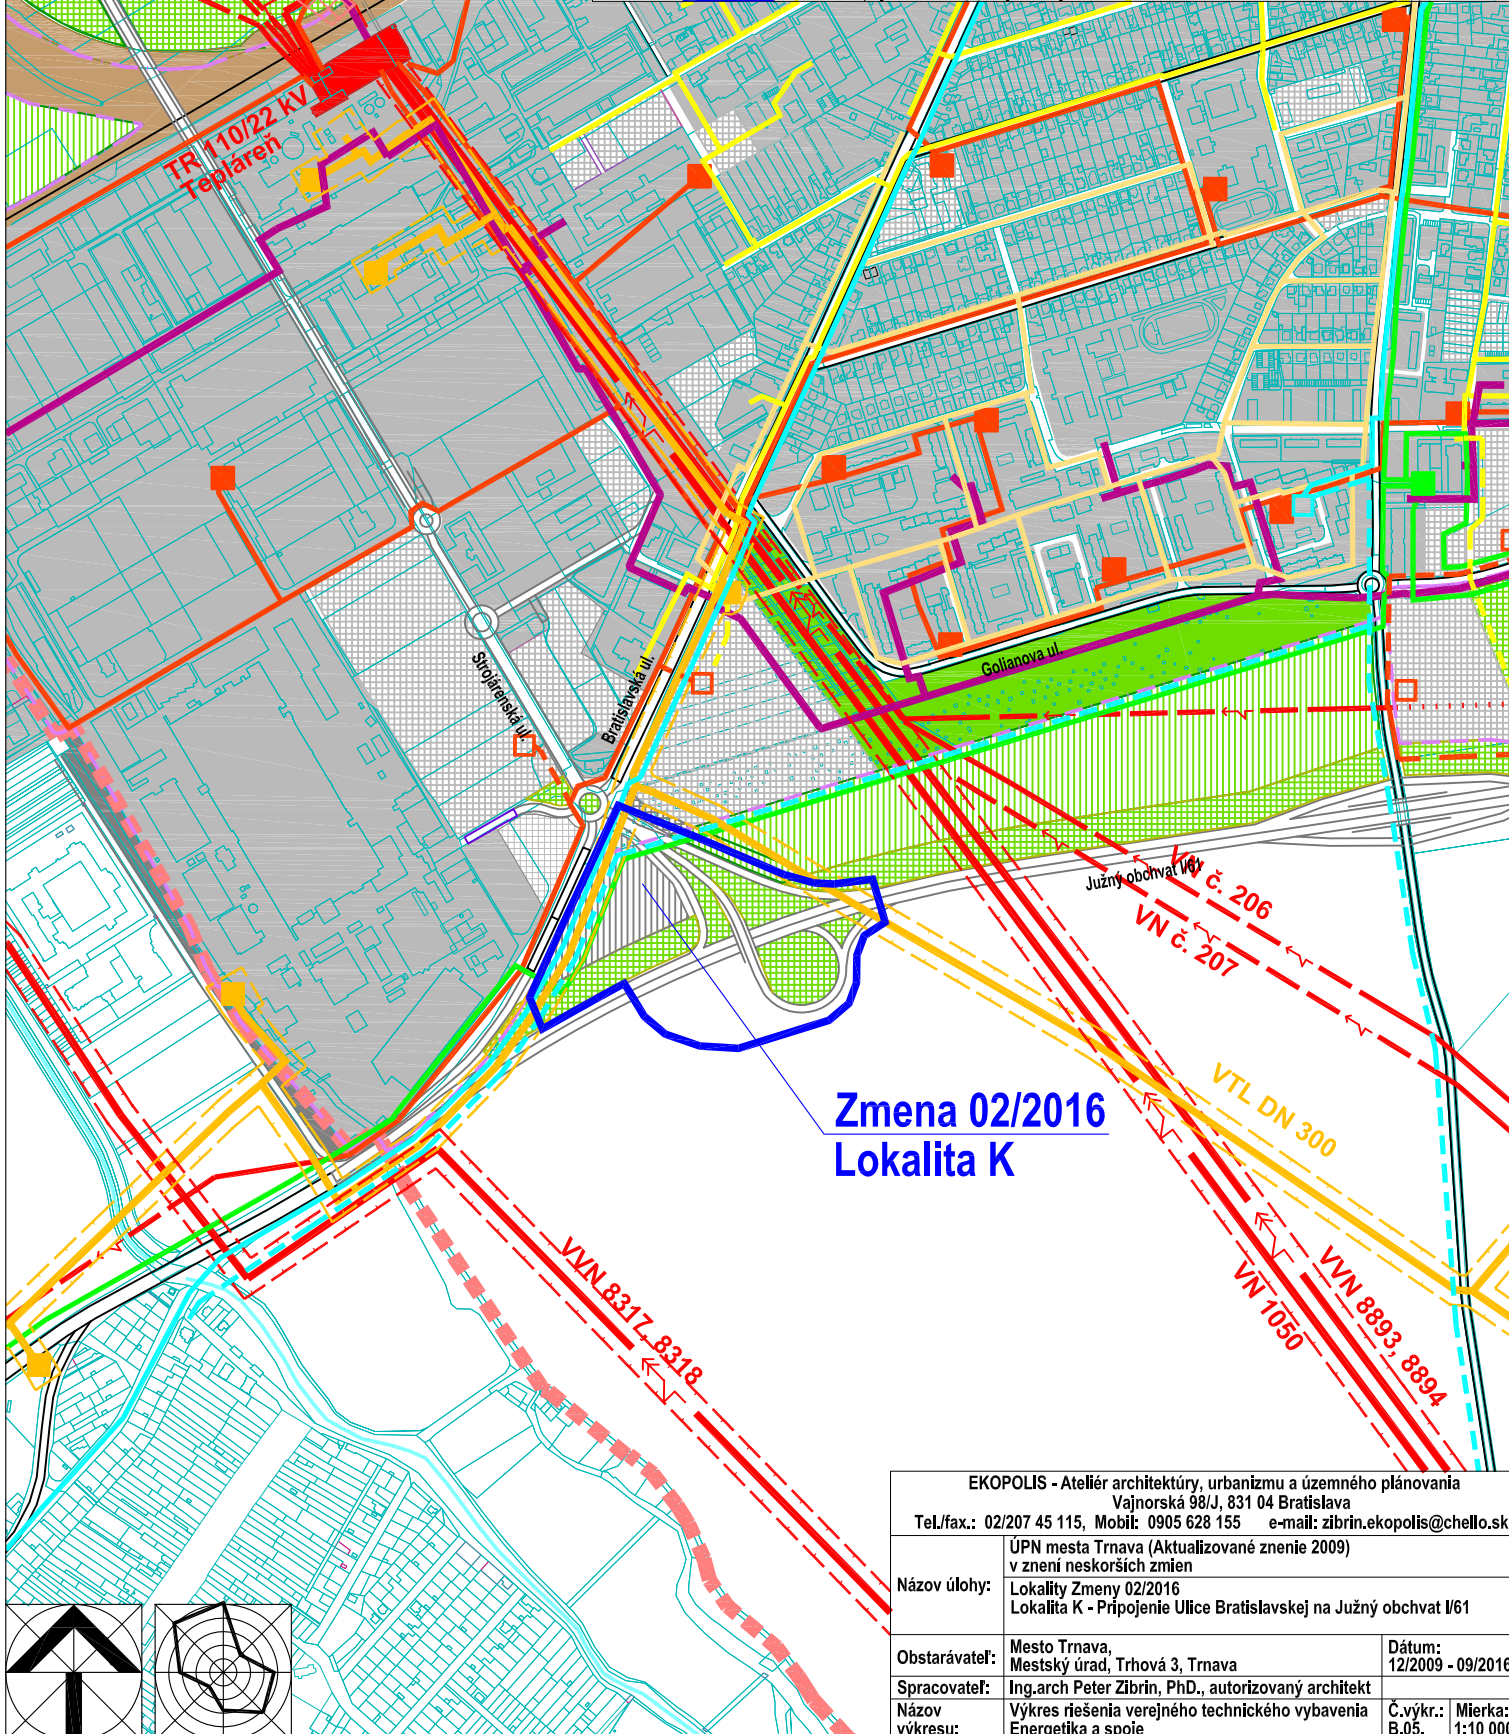 TR 110/22 kV
Tepláreň
Strojárenská ul.
Bratislavská ul.
Golianova ul.
Južný obchvat I/61
VN č. 206
VN č. 207
VTL DN 300
Zmena 02/2016
Lokalita K
VVN 8317, 8318
VN 1050
VVN 8893, 8894
EKOPOLIS - Ateliér architektúry, urbanizmu a územného plánovania
Vajnorská 98/J, 831 04 Bratislava
Tel./fax.: 02/207 45 115, Mobil: 0905 628 155 e-mail: zibrin.ekopolis@chello.sk
Názov úlohy:
ÚPN mesta Trnava (Aktualizované znenie 2009)
v znení neskorších zmien
Lokality Zmeny 02/2016
Lokalita K - Pripojenie Ulice Bratislavskej na Južný obchvat I/61
Obstarávateľ:
Mesto Trnava,
Mestský úrad, Trhová 3, Trnava
Dátum:
12/2009 - 09/2016
Spracovateľ: Ing.arch Peter Zibrin, PhD., autorizovaný architekt
Názov
výkresu:
Výkres riešenia verejného technického vybavenia
Energetika a spoje
Č.výkr.:
B.05.
Mierka:
1:10 000